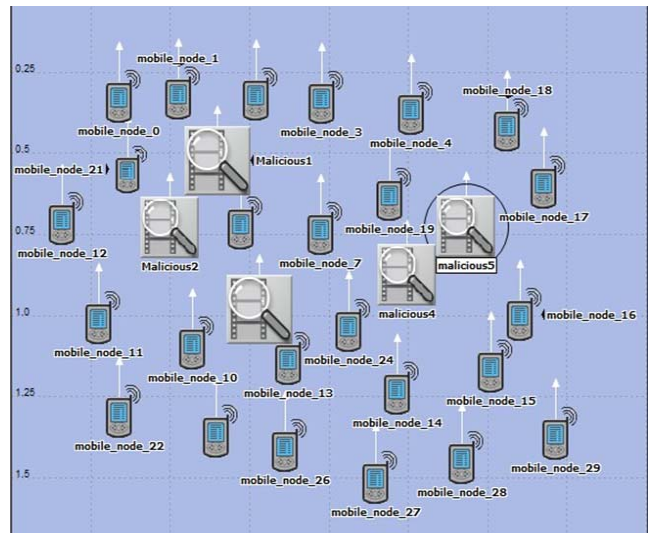 mobile_node_1
0.25
mobile_node_18
mobile_node_0
mobile_node_3
mobile_node_4
0.5
Malicious1
mobile_node_21
mobile_node_17
mobile_node_19
0.75
mobile_node_12
mobile_node_7
Malicious2
malicious5
malicious4
1.0
mobile_node_16
mobile_node_11
mobile_node_24
mobile_node_10
mobile_node_13
1.25
mobile_node_15
mobile_node_14
mobile_node_22
mobile_node_29
1.5
mobile_node_26
mobile_node_28
mobile_node_27